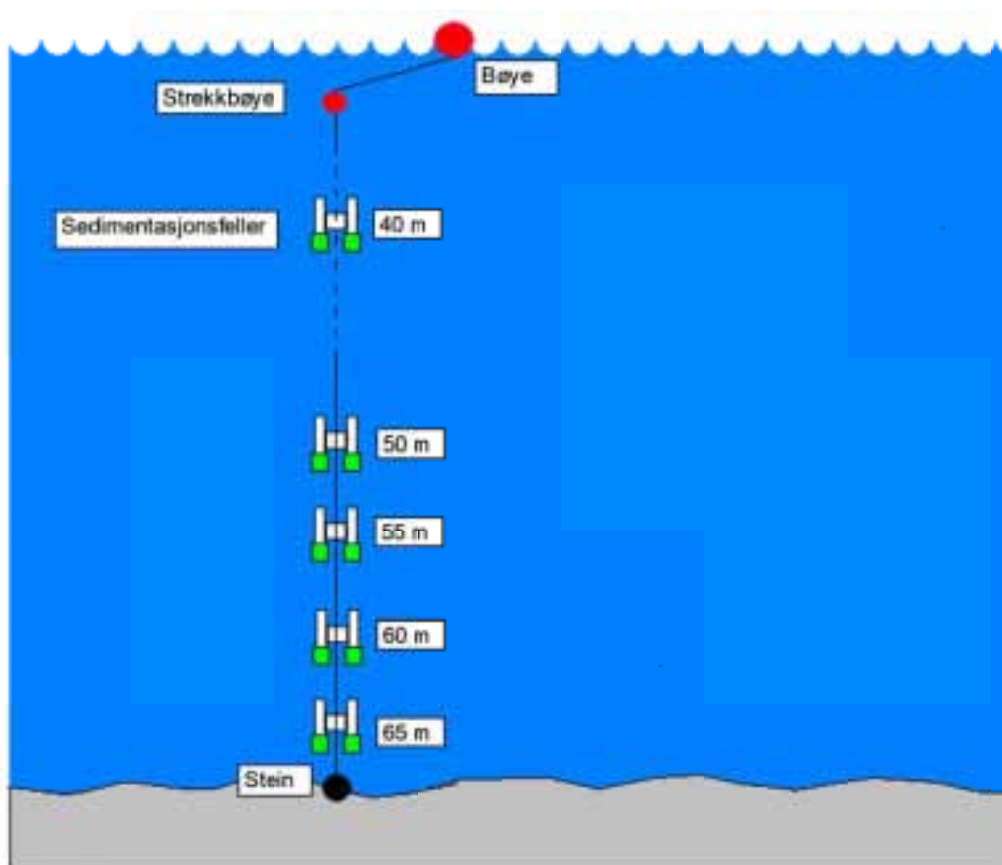 Bøye
Strekkbøye
Sedimentasjonsfeller
40 m
50 m
55 m
60 m
65 m
Stein